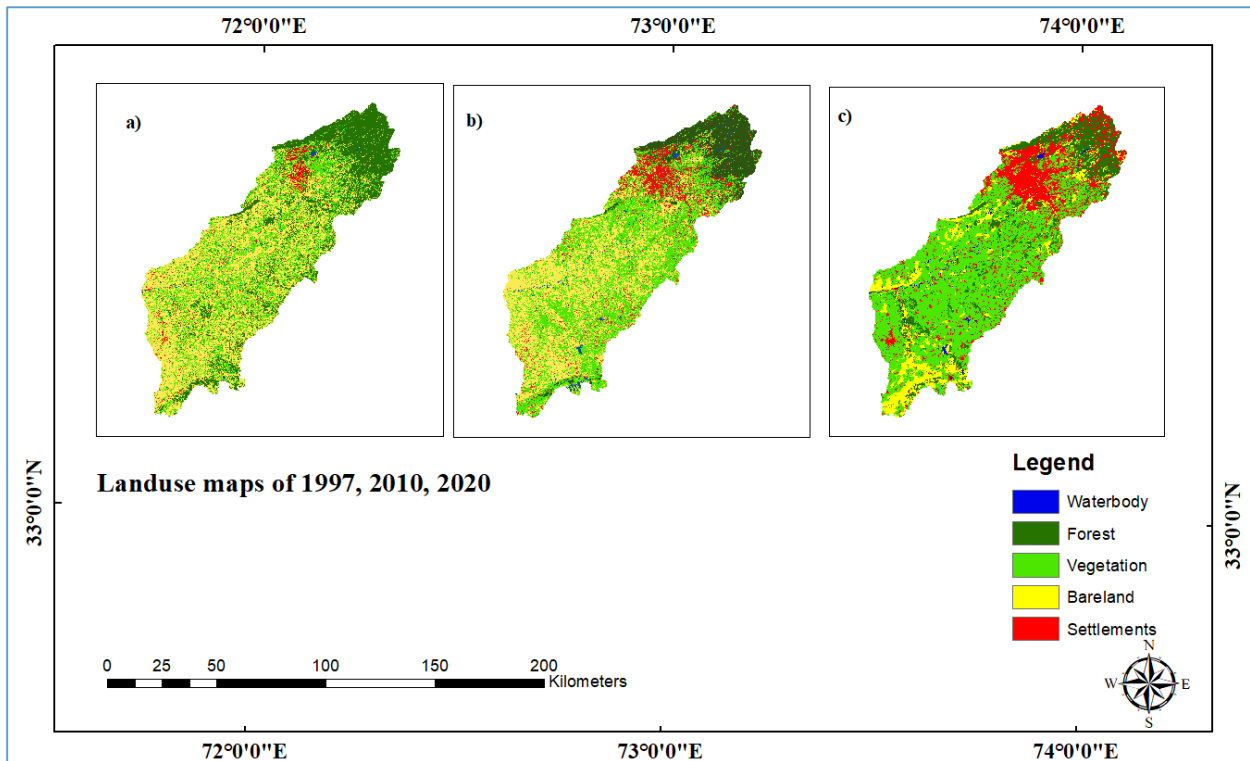 72°0'0"E 73°0'0"E 74°0'0"E
a) b) c)
Landuse maps of 1997, 2010, 2020
33°0'0"N 33°0'0"N
Legend
Waterbody
Forest
Vegetation
Bareland
Settlements
0 25 50 100 150 200
Kilometers
N
W E
S
72°0'0"E 73°0'0"E 74°0'0"E